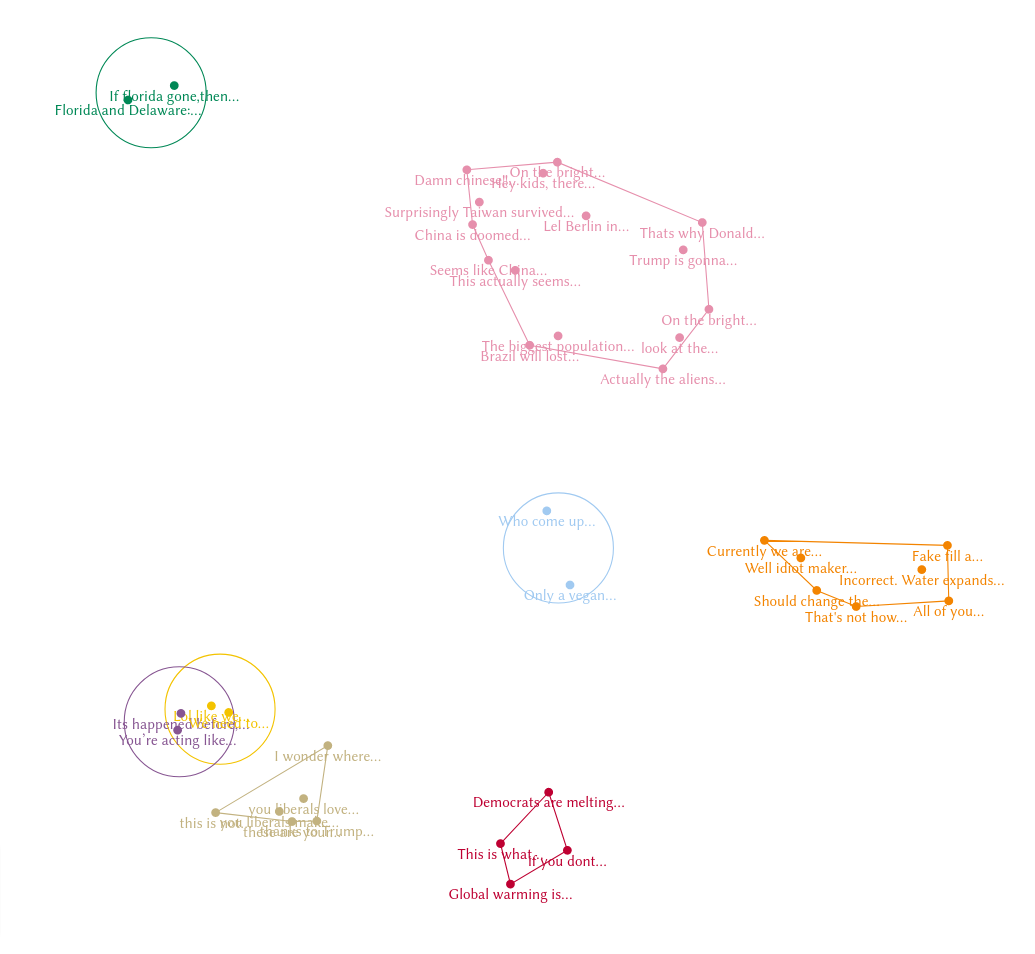 If florida gone,then...
Florida and Delaware:...
On the bright...
Damn chinese!!...
Hey kids, there...
Surprisingly Taiwan survived...
Lel Berlin in...
China is doomed...
Thats why Donald...
Trump is gonna...
Seems like China...
This actually seems...
On the bright...
The biggest population...
look at the...
Brazil will lost...
Actually the aliens...
Who come up...
Only a vegan...
Currently we are...
Fake fill a...
Well idiot maker...
Incorrect. Water expands...
Should change the...
All of you...
That's not how...
Lol like we...
Its happened before,...
You're acting like...
I wonder where...
you liberals love...
this is not...
you liberals make...
thanks to Trump...
these are your...
Democrats are melting...
This is what...
If you dont...
Global warming is...